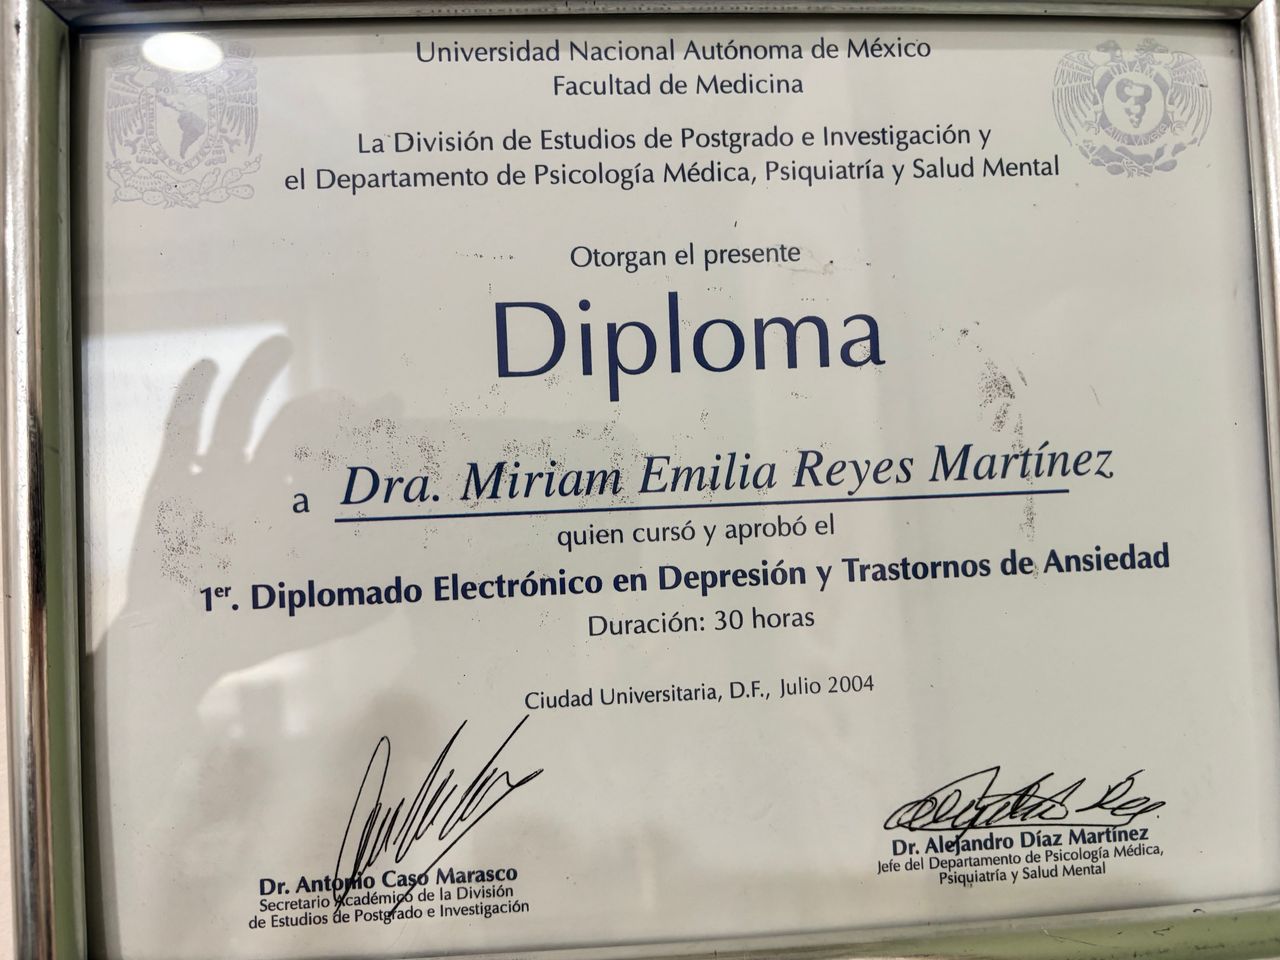 Universidad Nacional Autónoma de México
Facultad de Medicina
La División de Estudios de Postgrado e Investigación y
el Departamento de Psicología Médica, Psiquiatría y Salud Mental
Otorgan el presente
Diploma
a Dra. Miriam Emilia Reyes Martínez
quien cursó y aprobó el
1er. Diplomado Electrónico en Depresión y Trastornos de Ansiedad
Duración: 30 horas
Ciudad Universitaria, D.F., Julio 2004
Dr. Antonio Caso Marasco
Secretario Académico de la División
de Estudios de Postgrado e Investigación
Dr. Alejandro Díaz Martínez
Jefe del Departamento de Psicología Médica,
Psiquiatría y Salud Mental